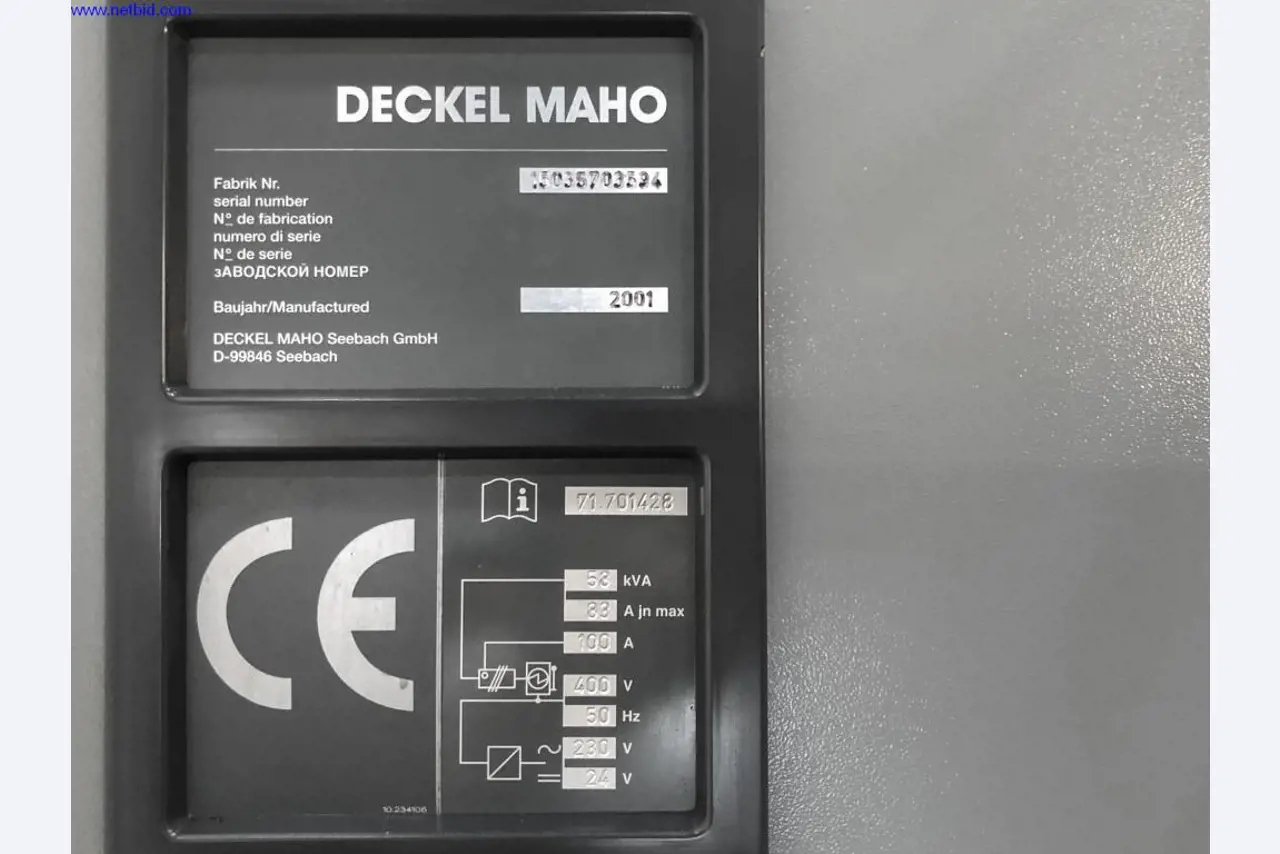 www.netbid.com
DECKEL MAHO
Fabrik Nr.
serial number
Nº de fabrication
numero di serie
Nº de serie
зАВОДСКОЙ НОМЕР
Baujahr/Manufactured 2001
DECKEL MAHO Seebach GmbH
D-99846 Seebach
CE
i 71.701428
58 kVA
83 A jn max
100 A
400 V
50 Hz
230 V
24 V
10.234106